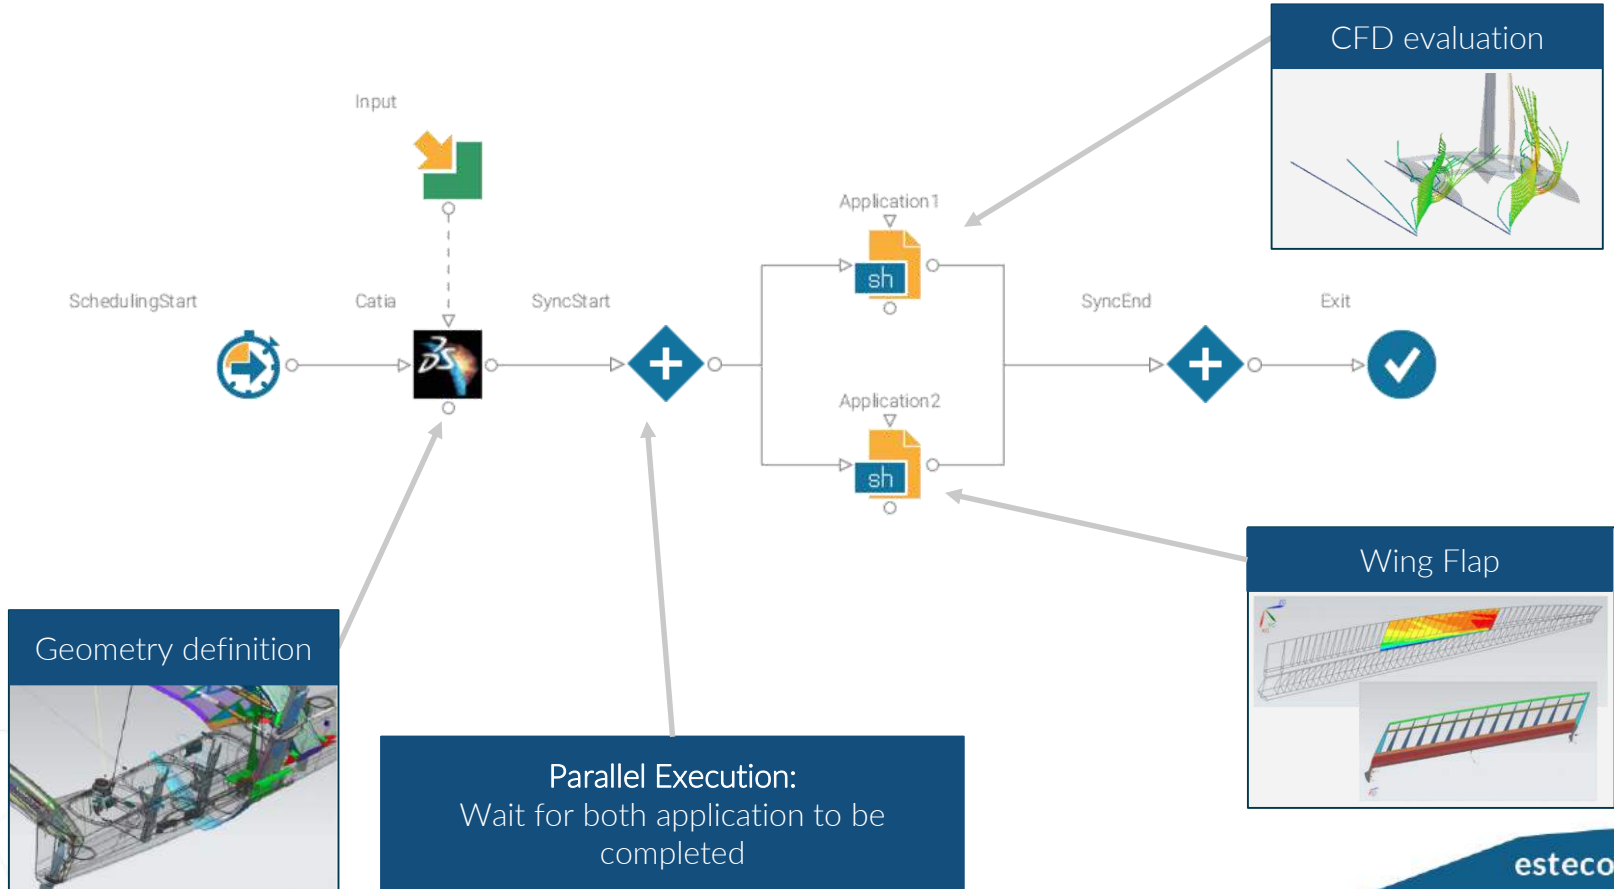 CFD evaluation
Input
Application1
sh
SchedulingStart
Catia
SyncStart
SyncEnd
Exit
Application2
sh
Wing Flap
Geometry definition
Parallel Execution:
Wait for both application to be
completed
esteco